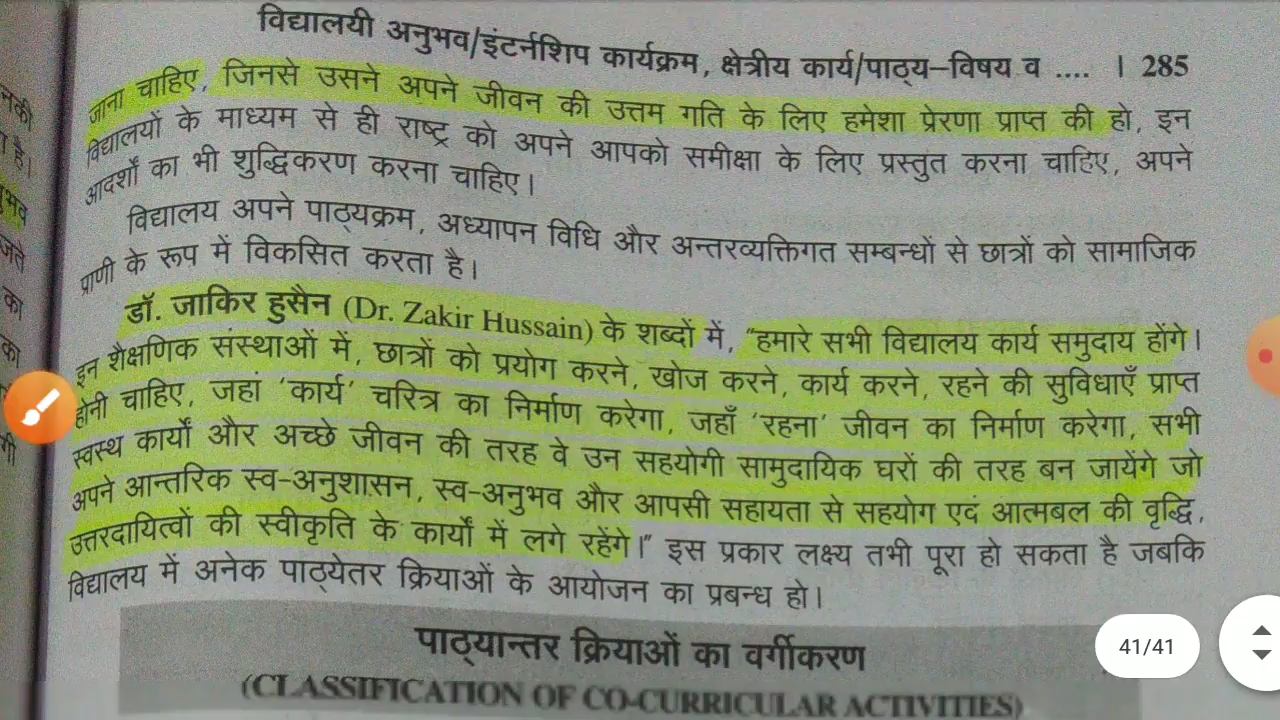 विद्यालयी अनुभव/इंटर्नशिप कार्यक्रम, क्षेत्रीय कार्य/पाठ्य-विषय व .... | 285
जाना चाहिए, जिनसे उसने अपने जीवन की उत्तम गति के लिए हमेशा प्रेरणा प्राप्त की हो, इन
विद्यालयों के माध्यम से ही राष्ट्र को अपने आपको समीक्षा के लिए प्रस्तुत करना चाहिए, अपने
आदर्शों का भी शुद्धिकरण करना चाहिए।
विद्यालय अपने पाठ्यक्रम, अध्यापन विधि और अन्तरव्यक्तिगत सम्बन्धों से छात्रों को सामाजिक
प्राणी के रूप में विकसित करता है।
डॉ. जाकिर हुसैन (Dr. Zakir Hussain) के शब्दों में, "हमारे सभी विद्यालय कार्य समुदाय होंगे।
इन शैक्षणिक संस्थाओं में, छात्रों को प्रयोग करने, खोज करने, कार्य करने, रहने की सुविधाएँ प्राप्त
होनी चाहिए, जहां 'कार्य' चरित्र का निर्माण करेगा, जहाँ 'रहना' जीवन का निर्माण करेगा, सभी
स्वस्थ कार्यों और अच्छे जीवन की तरह वे उन सहयोगी सामुदायिक घरों की तरह बन जायेंगे जो
अपने आन्तरिक स्व-अनुशासन, स्व-अनुभव और आपसी सहायता से सहयोग एवं आत्मबल की वृद्धि,
उत्तरदायित्वों की स्वीकृति के कार्यों में लगे रहेंगे।" इस प्रकार लक्ष्य तभी पूरा हो सकता है जबकि
विद्यालय में अनेक पाठ्येतर क्रियाओं के आयोजन का प्रबन्ध हो।
पाठ्यान्तर क्रियाओं का वर्गीकरण
(CLASSIFICATION OF CO-CURRICULAR ACTIVITIES)
41/41